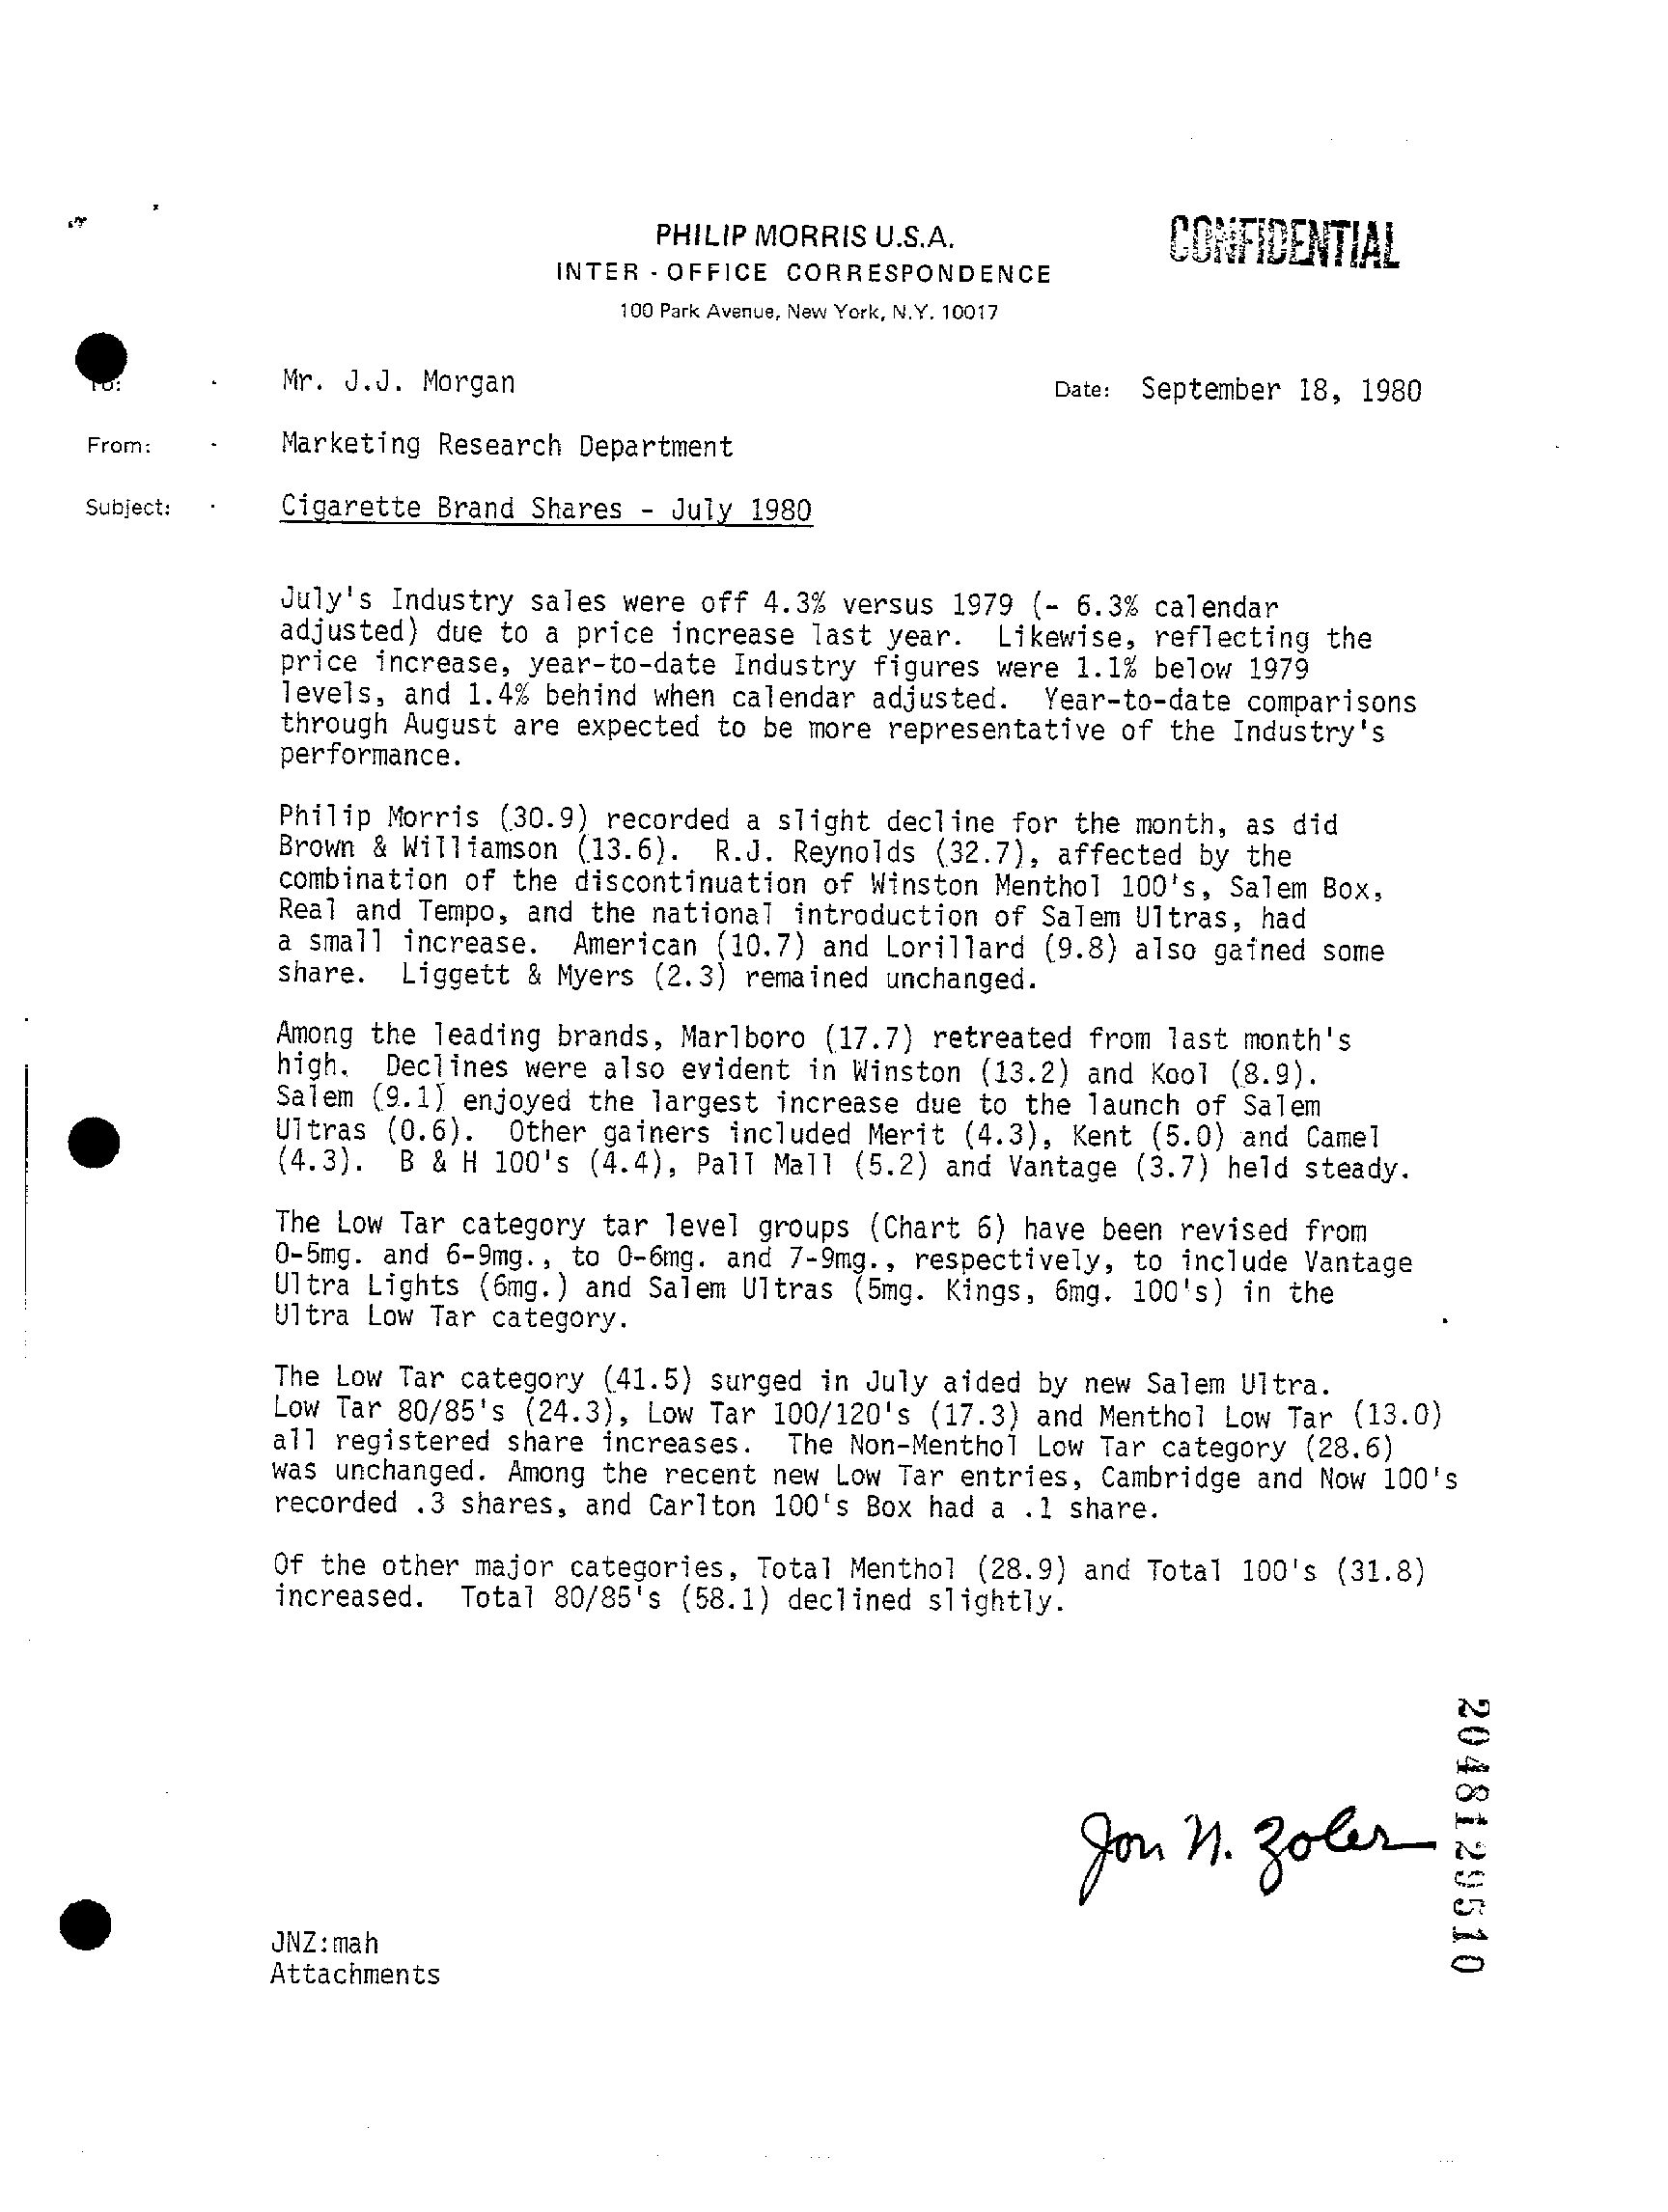 PHILIP MORRIS U.S.A.
CONFIDENTIAL
INTER - OFFICE CORRESPONDENCE
100 Park Avenue, New York, N.Y. 10017
To: Mr. J.J. Morgan
Date: September 18, 1980
From: Marketing Research Department
Subject: Cigarette Brand Shares - July 1980
July's Industry sales were off 4.3% versus 1979 (- 6.3% calendar
adjusted) due to a price increase last year. Likewise, reflecting the
price increase, year-to-date Industry figures were 1.1% below 1979
levels, and 1.4% behind when calendar adjusted. Year-to-date comparisons
through August are expected to be more representative of the Industry's
performance.
Philip Morris (30.9) recorded a slight decline for the month, as did
Brown & Williamson (13.6). R.J. Reynolds (32.7), affected by the
combination of the discontinuation of Winston Menthol 100's, Salem Box,
Real and Tempo, and the national introduction of Salem Ultras, had
a small increase. American (10.7) and Lorillard (9.8) also gained some
share. Liggett & Myers (2.3) remained unchanged.
Among the leading brands, Marlboro (17.7) retreated from last month's
high. Declines were also evident in Winston (13.2) and Kool (8.9).
Salem (9.1) enjoyed the largest increase due to the launch of Salem
Ultras (0.6). Other gainers included Merit (4.3), Kent (5.0) and Camel
(4.3). B & H 100's (4.4), Pall Mall (5.2) and Vantage (3.7) held steady.
The Low Tar category tar level groups (Chart 6) have been revised from
0-5mg. and 6-9mg., to 0-6mg. and 7-9mg., respectively, to include Vantage
Ultra Lights (6mg.) and Salem Ultras (5mg. Kings, 6mg. 100's) in the
Ultra Low Tar category.
The Low Tar category (41.5) surged in July aided by new Salem Ultra.
Low Tar 80/85's (24.3), Low Tar 100/120's (17.3) and Menthol Low Tar (13.0)
all registered share increases. The Non-Menthol Low Tar category (28.6)
was unchanged. Among the recent new Low Tar entries, Cambridge and Now 100's
recorded .3 shares, and Carlton 100's Box had a .1 share.
Of the other major categories, Total Menthol (28.9) and Total 100's (31.8)
increased. Total 80/85's (58.1) declined slightly.
Jon N. Zoler
2048129510
JNZ:mah
Attachments